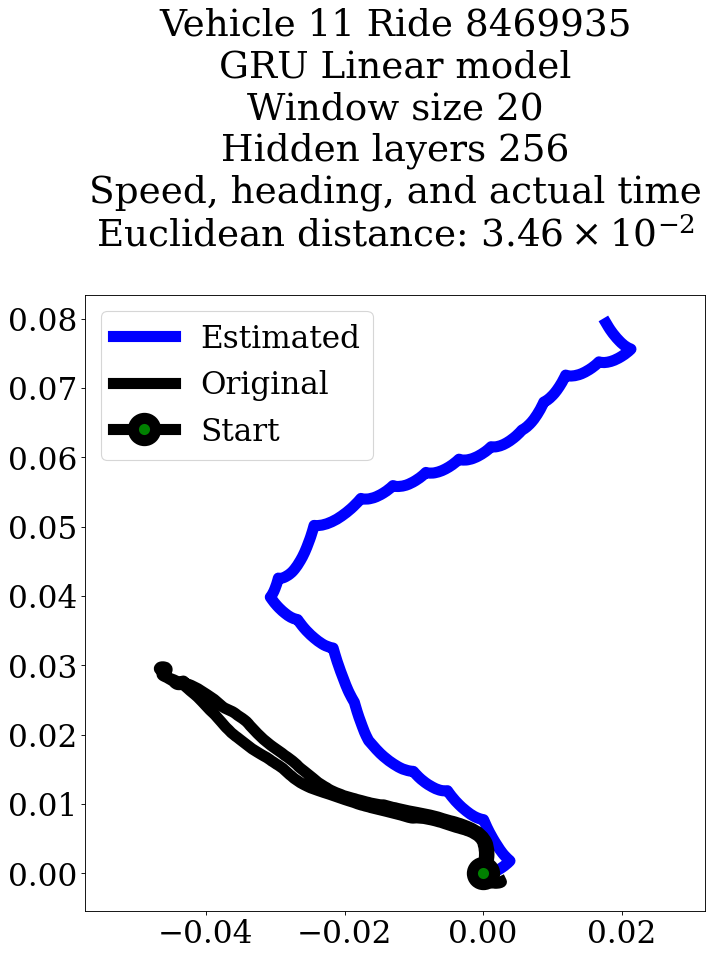 Vehicle 11 Ride 8469935
GRU Linear model
Window size 20
Hidden layers 256
Speed, heading, and actual time
Euclidean distance: 3.46 × 10⁻²
Estimated
Original
Start
0.08
0.07
0.06
0.05
0.04
0.03
0.02
0.01
0.00
−0.04 −0.02 0.00 0.02